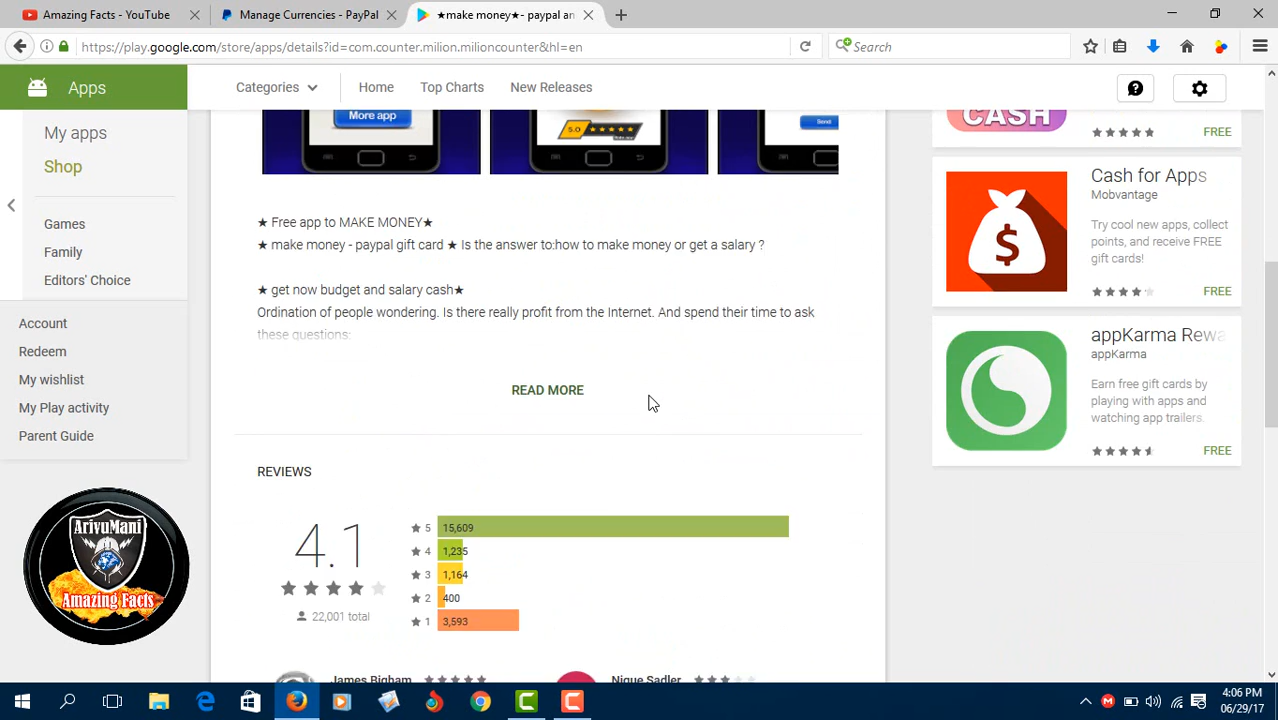 Amazing Facts - YouTube
Manage Currencies - PayPal
★make money★- paypal an
https://play.google.com/store/apps/details?id=com.counter.milion.milioncounter&hl=en
Search
Apps
Categories
Home
Top Charts
New Releases
My apps
Shop
Games
Family
Editors' Choice
Account
Redeem
My wishlist
My Play activity
Parent Guide
ArivuMani
Amazing Facts
More app
5.0 ★★★★★
Send
★ Free app to MAKE MONEY★
★ make money - paypal gift card ★ Is the answer to:how to make money or get a salary ?
★ get now budget and salary cash★
Ordination of people wondering. Is there really profit from the Internet. And spend their time to ask
these questions:
READ MORE
REVIEWS
4.1
22,001 total
★ 5 15,609
★ 4 1,235
★ 3 1,164
★ 2 400
★ 1 3,593
James Bigham
Nique Sadler
CASH
FREE
Cash for Apps
Mobvantage
Try cool new apps, collect
points, and receive FREE
gift cards!
FREE
appKarma Rewa
appKarma
Earn free gift cards by
playing with apps and
watching app trailers.
FREE
4:06 PM
06/29/17